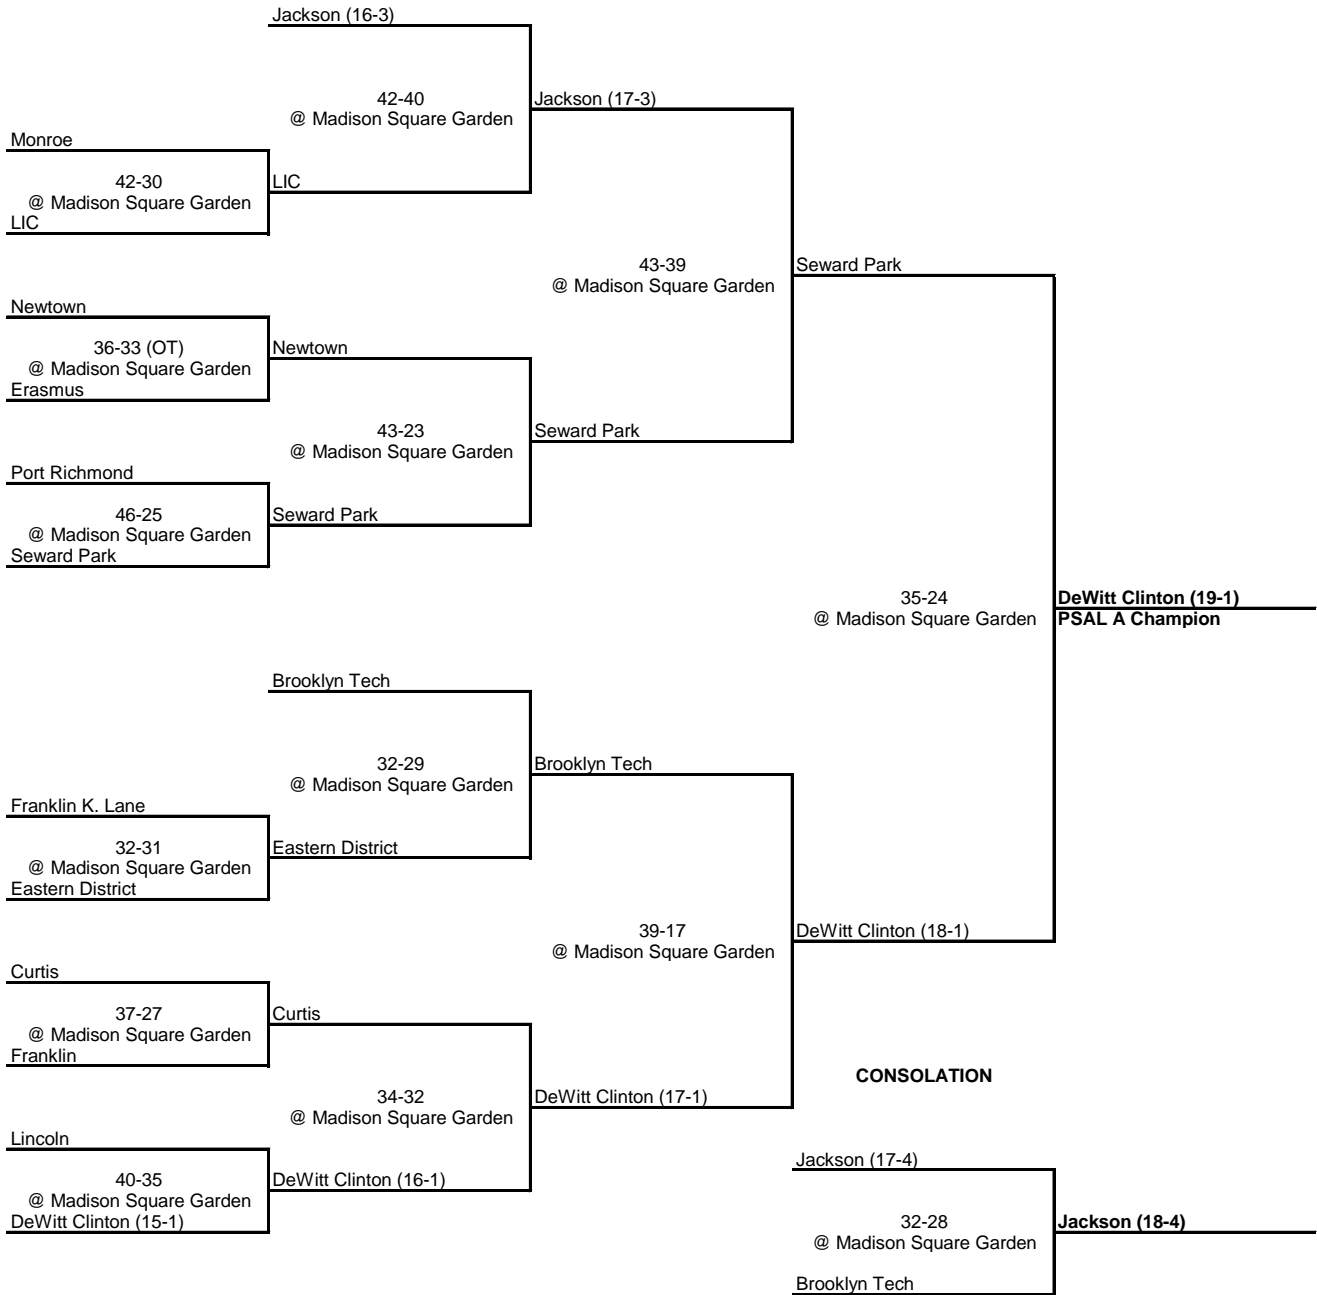 Jackson (16-3)
42-40
@ Madison Square Garden
Jackson (17-3)
Monroe
42-30
@ Madison Square Garden
LIC
LIC
43-39
@ Madison Square Garden
Seward Park
Newtown
36-33 (OT)
@ Madison Square Garden
Newtown
Erasmus
43-23
@ Madison Square Garden
Seward Park
Port Richmond
46-25
@ Madison Square Garden
Seward Park
Seward Park
35-24
@ Madison Square Garden
DeWitt Clinton (19-1)
PSAL A Champion
Brooklyn Tech
32-29
@ Madison Square Garden
Brooklyn Tech
Franklin K. Lane
32-31
@ Madison Square Garden
Eastern District
Eastern District
39-17
@ Madison Square Garden
DeWitt Clinton (18-1)
Curtis
37-27
@ Madison Square Garden
Curtis
Franklin
34-32
@ Madison Square Garden
DeWitt Clinton (17-1)
CONSOLATION
Lincoln
40-35
@ Madison Square Garden
DeWitt Clinton (16-1)
DeWitt Clinton (15-1)
Jackson (17-4)
32-28
@ Madison Square Garden
Jackson (18-4)
Brooklyn Tech